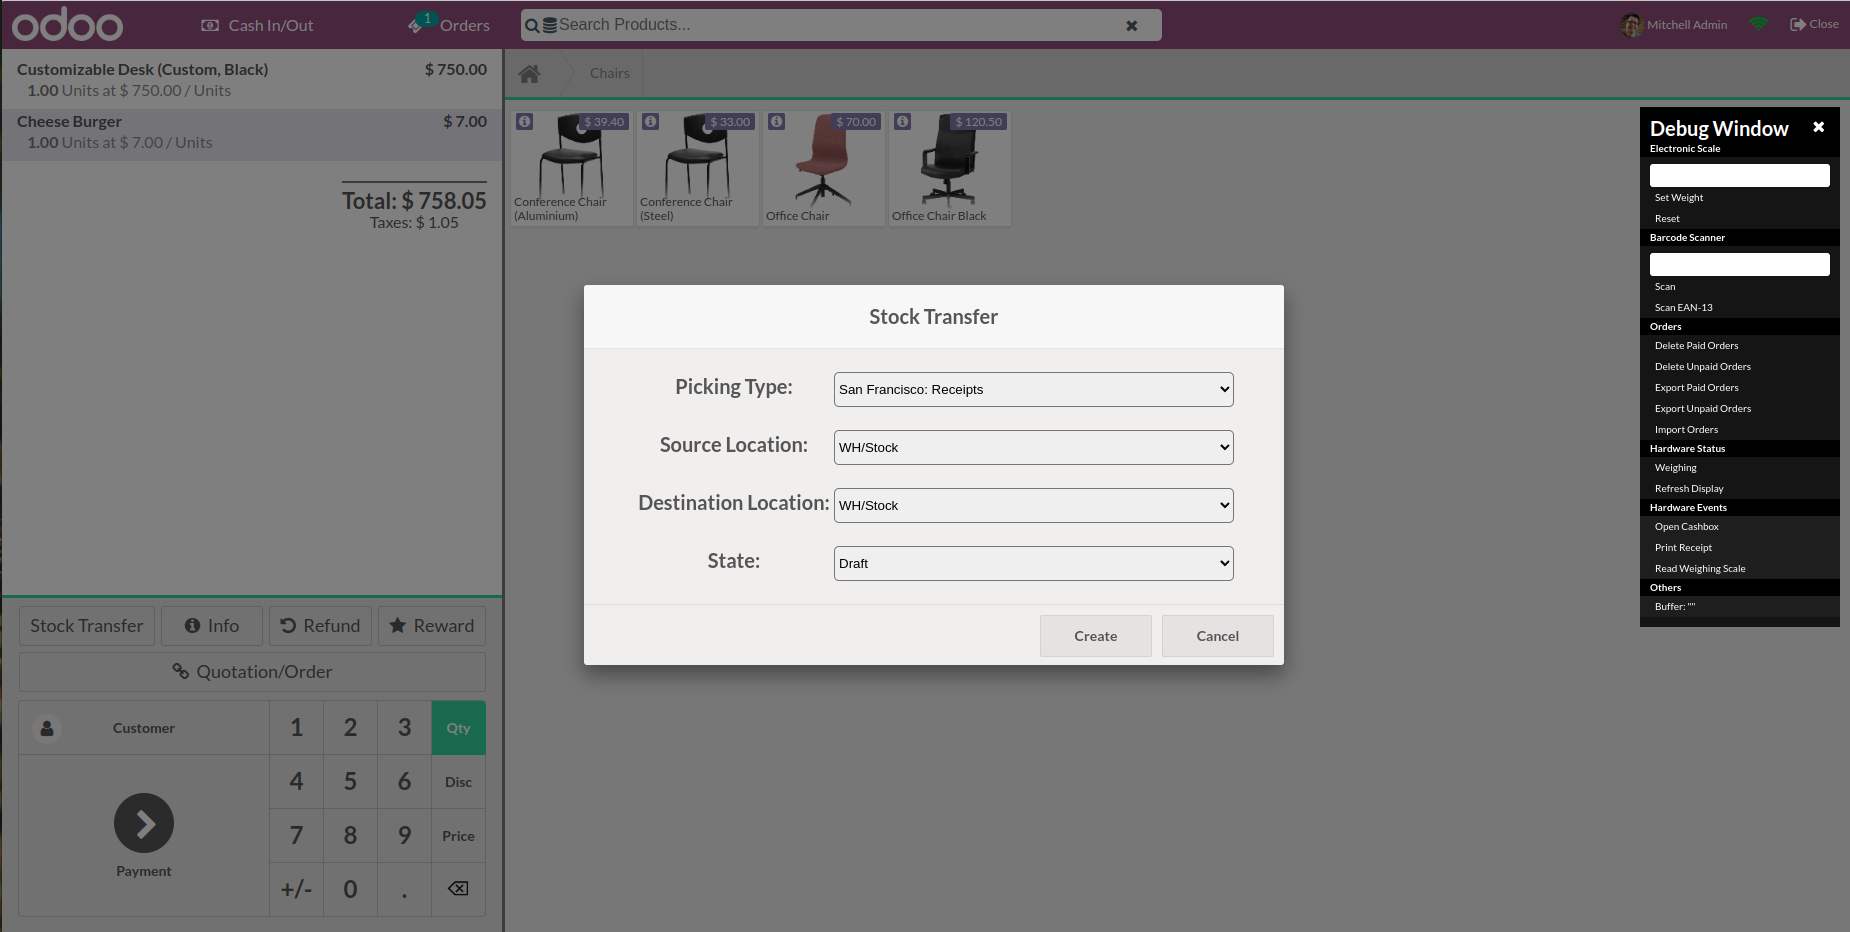 odoo
Cash In/Out
1
Orders
Search Products...
Mitchell Admin
Close
Customizable Desk (Custom, Black) $ 750.00
1.00 Units at $ 750.00 / Units
Cheese Burger $ 7.00
1.00 Units at $ 7.00 / Units
Total: $ 758.05
Taxes: $ 1.05
Chairs
$ 39.40
Conference Chair
(Aluminium)
$ 33.00
Conference Chair
(Steel)
$ 70.00
Office Chair
$ 120.50
Office Chair Black
Stock Transfer
Picking Type: San Francisco: Receipts
Source Location: WH/Stock
Destination Location: WH/Stock
State: Draft
Create Cancel
Stock Transfer
Info
Refund
Reward
Quotation/Order
Customer
1 2 3 Qty
4 5 6 Disc
7 8 9 Price
+/- 0 .
Payment
Debug Window
Electronic Scale
Set Weight
Reset
Barcode Scanner
Scan
Scan EAN-13
Orders
Delete Paid Orders
Delete Unpaid Orders
Export Paid Orders
Export Unpaid Orders
Import Orders
Hardware Status
Weighing
Refresh Display
Hardware Events
Open Cashbox
Print Receipt
Read Weighing Scale
Others
Buffer: ""